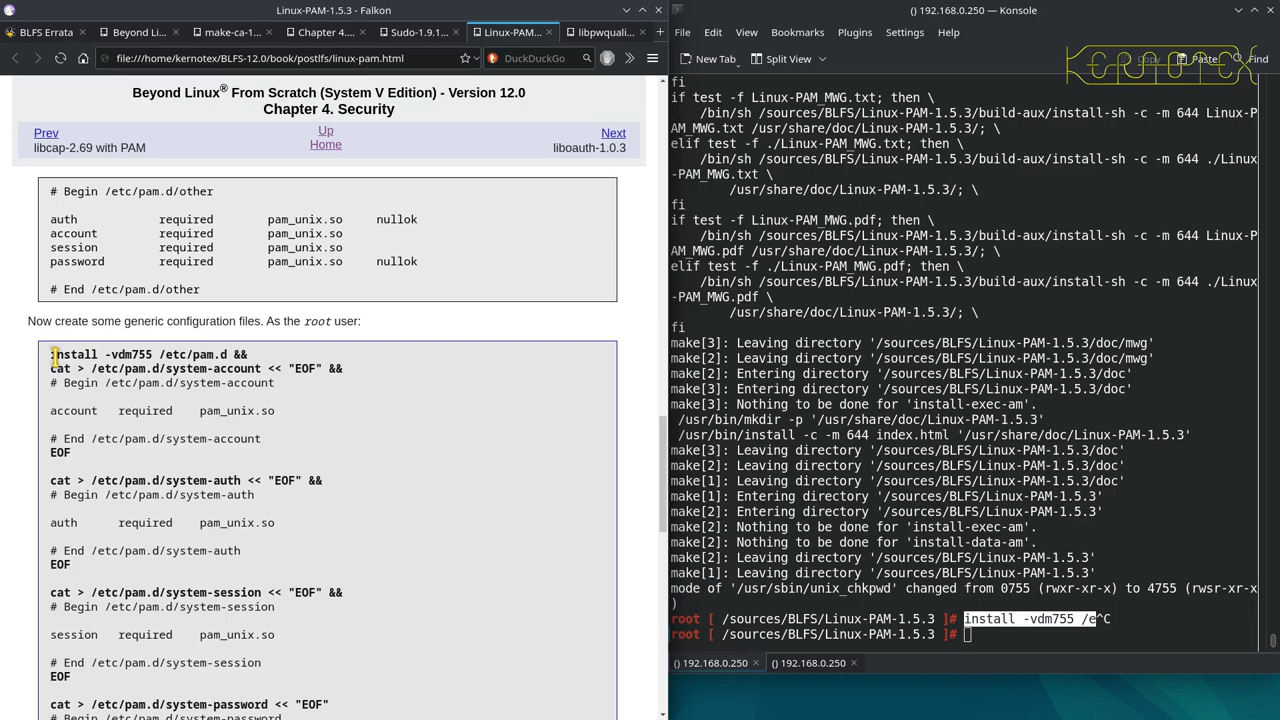 Linux-PAM-1.5.3 - Falkon
BLFS Errata
Beyond Li...
make-ca-1...
Chapter 4....
Sudo-1.9.1...
Linux-PAM...
libpwquali...
file:///home/kernotex/BLFS-12.0/book/postlfs/linux-pam.html
DuckDuckGo
Beyond Linux® From Scratch (System V Edition) - Version 12.0
Chapter 4. Security
Prev
Up
Next
libcap-2.69 with PAM
Home
liboauth-1.0.3
# Begin /etc/pam.d/other
auth required pam_unix.so nullok
account required pam_unix.so
session required pam_unix.so
password required pam_unix.so nullok
# End /etc/pam.d/other
Now create some generic configuration files. As the root user:
install -vdm755 /etc/pam.d &&
cat > /etc/pam.d/system-account << "EOF" &&
# Begin /etc/pam.d/system-account
account required pam_unix.so
# End /etc/pam.d/system-account
EOF
cat > /etc/pam.d/system-auth << "EOF" &&
# Begin /etc/pam.d/system-auth
auth required pam_unix.so
# End /etc/pam.d/system-auth
EOF
cat > /etc/pam.d/system-session << "EOF" &&
# Begin /etc/pam.d/system-session
session required pam_unix.so
# End /etc/pam.d/system-session
EOF
cat > /etc/pam.d/system-password << "EOF"
# Begin /etc/pam.d/system-password
() 192.168.0.250 — Konsole
File Edit View Bookmarks Plugins Settings Help
New Tab Split View Copy Paste Find
KERNOTEX
fi
if test -f Linux-PAM_MWG.txt; then \
/bin/sh /sources/BLFS/Linux-PAM-1.5.3/build-aux/install-sh -c -m 644 Linux-P
AM_MWG.txt /usr/share/doc/Linux-PAM-1.5.3/; \
elif test -f ./Linux-PAM_MWG.txt; then \
/bin/sh /sources/BLFS/Linux-PAM-1.5.3/build-aux/install-sh -c -m 644 ./Linux
-PAM_MWG.txt \
/usr/share/doc/Linux-PAM-1.5.3/; \
fi
if test -f Linux-PAM_MWG.pdf; then \
/bin/sh /sources/BLFS/Linux-PAM-1.5.3/build-aux/install-sh -c -m 644 Linux-P
AM_MWG.pdf /usr/share/doc/Linux-PAM-1.5.3/; \
elif test -f ./Linux-PAM_MWG.pdf; then \
/bin/sh /sources/BLFS/Linux-PAM-1.5.3/build-aux/install-sh -c -m 644 ./Linux
-PAM_MWG.pdf \
/usr/share/doc/Linux-PAM-1.5.3/; \
fi
make[3]: Leaving directory '/sources/BLFS/Linux-PAM-1.5.3/doc/mwg'
make[2]: Leaving directory '/sources/BLFS/Linux-PAM-1.5.3/doc/mwg'
make[2]: Entering directory '/sources/BLFS/Linux-PAM-1.5.3/doc'
make[3]: Entering directory '/sources/BLFS/Linux-PAM-1.5.3/doc'
make[3]: Nothing to be done for 'install-exec-am'.
/usr/bin/mkdir -p '/usr/share/doc/Linux-PAM-1.5.3'
/usr/bin/install -c -m 644 index.html '/usr/share/doc/Linux-PAM-1.5.3'
make[3]: Leaving directory '/sources/BLFS/Linux-PAM-1.5.3/doc'
make[2]: Leaving directory '/sources/BLFS/Linux-PAM-1.5.3/doc'
make[1]: Leaving directory '/sources/BLFS/Linux-PAM-1.5.3/doc'
make[1]: Entering directory '/sources/BLFS/Linux-PAM-1.5.3'
make[2]: Entering directory '/sources/BLFS/Linux-PAM-1.5.3'
make[2]: Nothing to be done for 'install-exec-am'.
make[2]: Nothing to be done for 'install-data-am'.
make[2]: Leaving directory '/sources/BLFS/Linux-PAM-1.5.3'
make[1]: Leaving directory '/sources/BLFS/Linux-PAM-1.5.3'
mode of '/usr/sbin/unix_chkpwd' changed from 0755 (rwxr-xr-x) to 4755 (rwsr-xr-x
)
root [ /sources/BLFS/Linux-PAM-1.5.3 ]# install -vdm755 /e^C
root [ /sources/BLFS/Linux-PAM-1.5.3 ]#
() 192.168.0.250
() 192.168.0.250